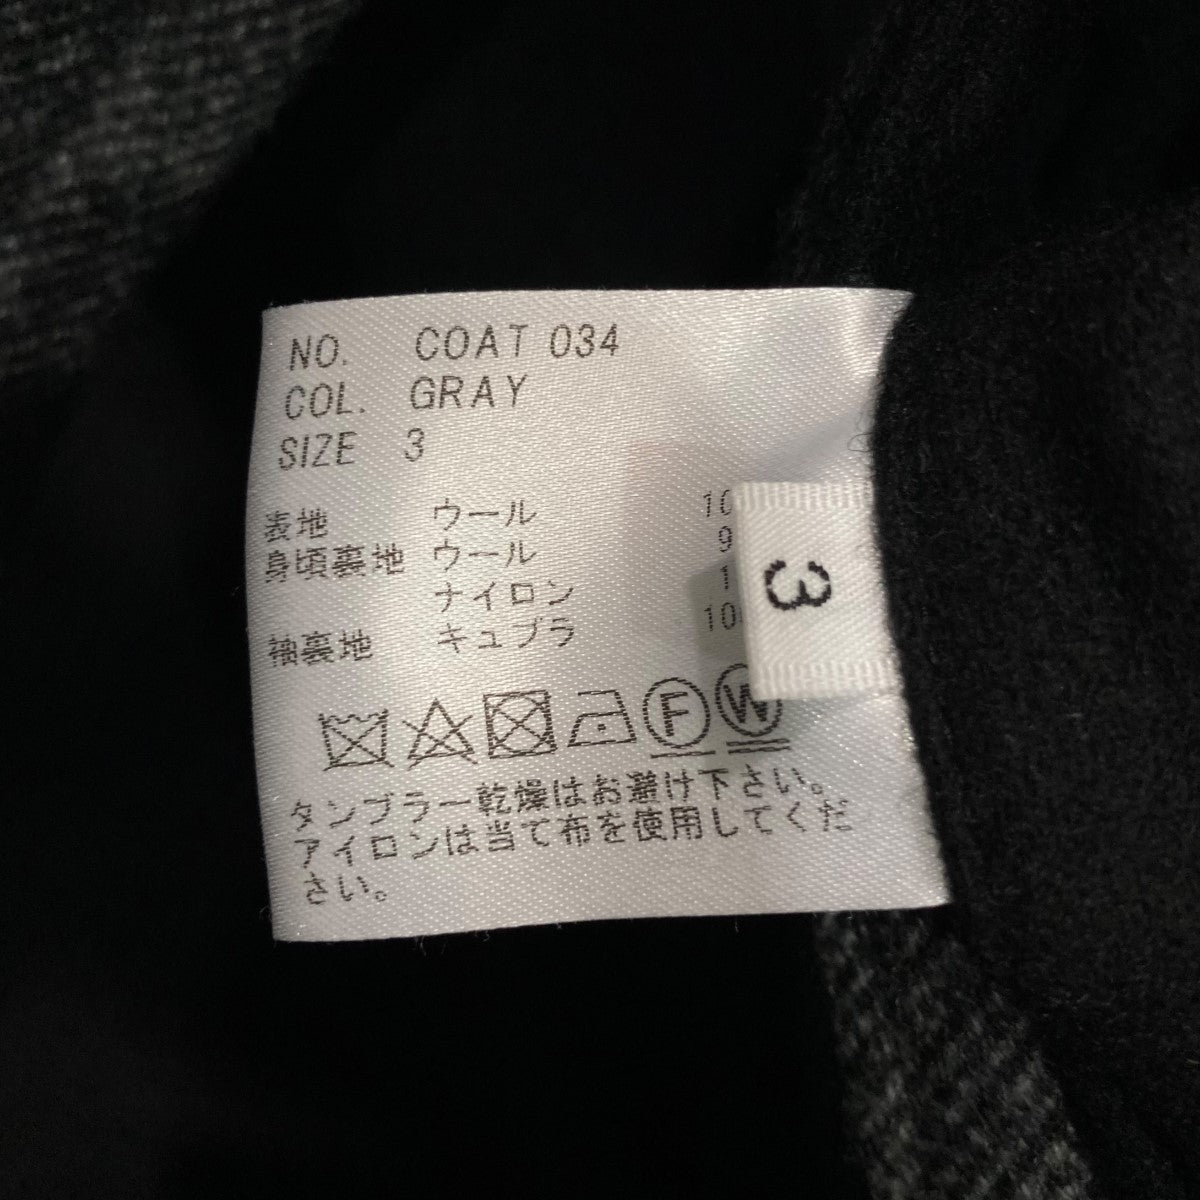 NO. COAT 034
COL. GRAY
SIZE 3
表地 ウール
身頃裏地 ウール
ナイロン
袖裏地 キュプラ
3
F W
タンブラー乾燥はお避け下さい。
アイロンは当て布を使用してくだ
さい。